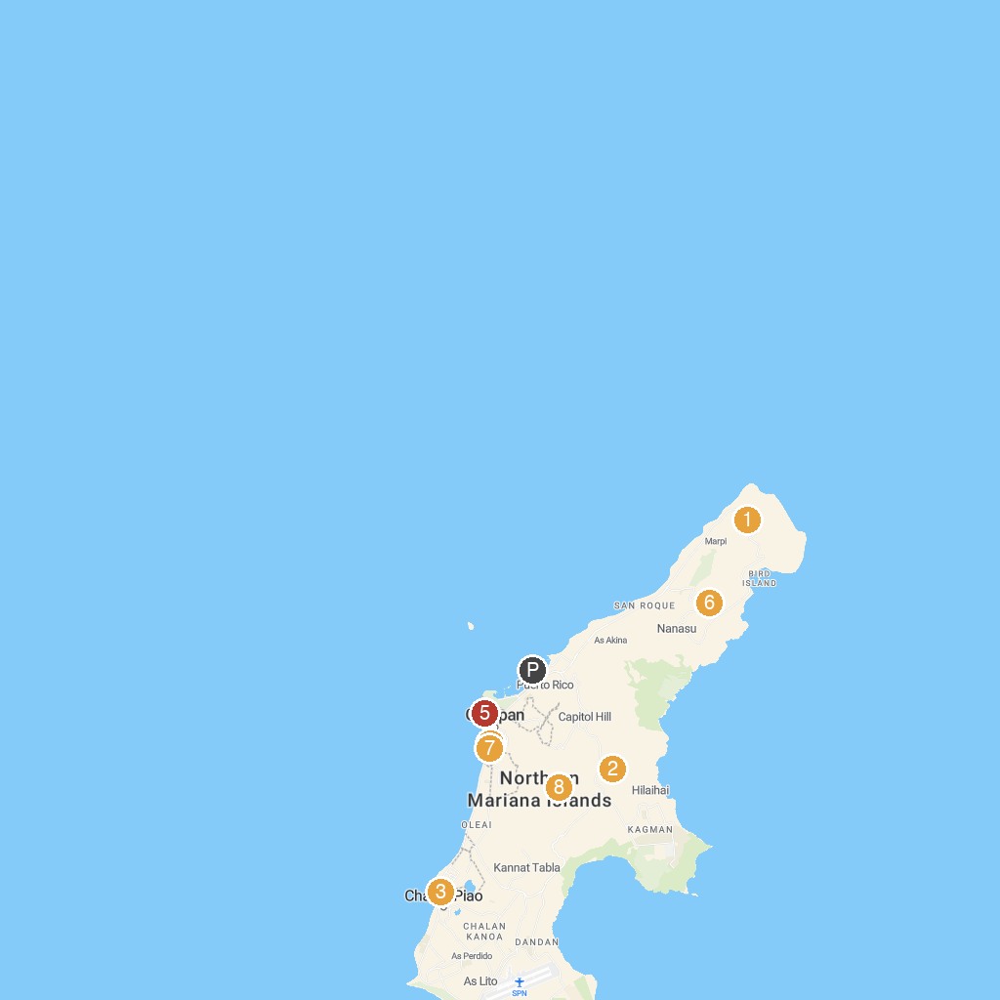 1
Marpi
BIRD
ISLAND
6
SAN ROQUE
Nanasu
As Akina
P
Puerto Rico
5
Capitol Hill
7
2
8
Mariana Islands
Hilaihai
OLEAI
KAGMAN
Kannat Tabla
3
Piao
CHALAN
KANOA
DANDAN
As Perdido
As Lito
SPN